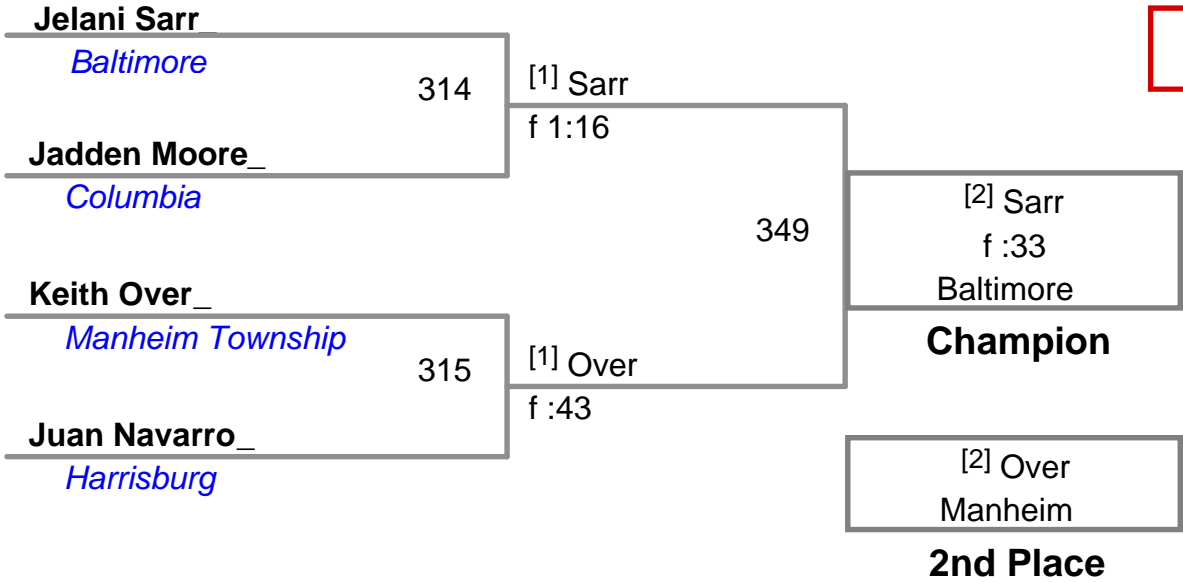 Jelani Sarr_
Baltimore
314
[1] Sarr
f 1:16
Jadden Moore_
Columbia
349
[2] Sarr
f :33
Baltimore
Champion
Keith Over_
Manheim Township
315
[1] Over
f :43
Juan Navarro_
Harrisburg
[2] Over
Manheim
2nd Place